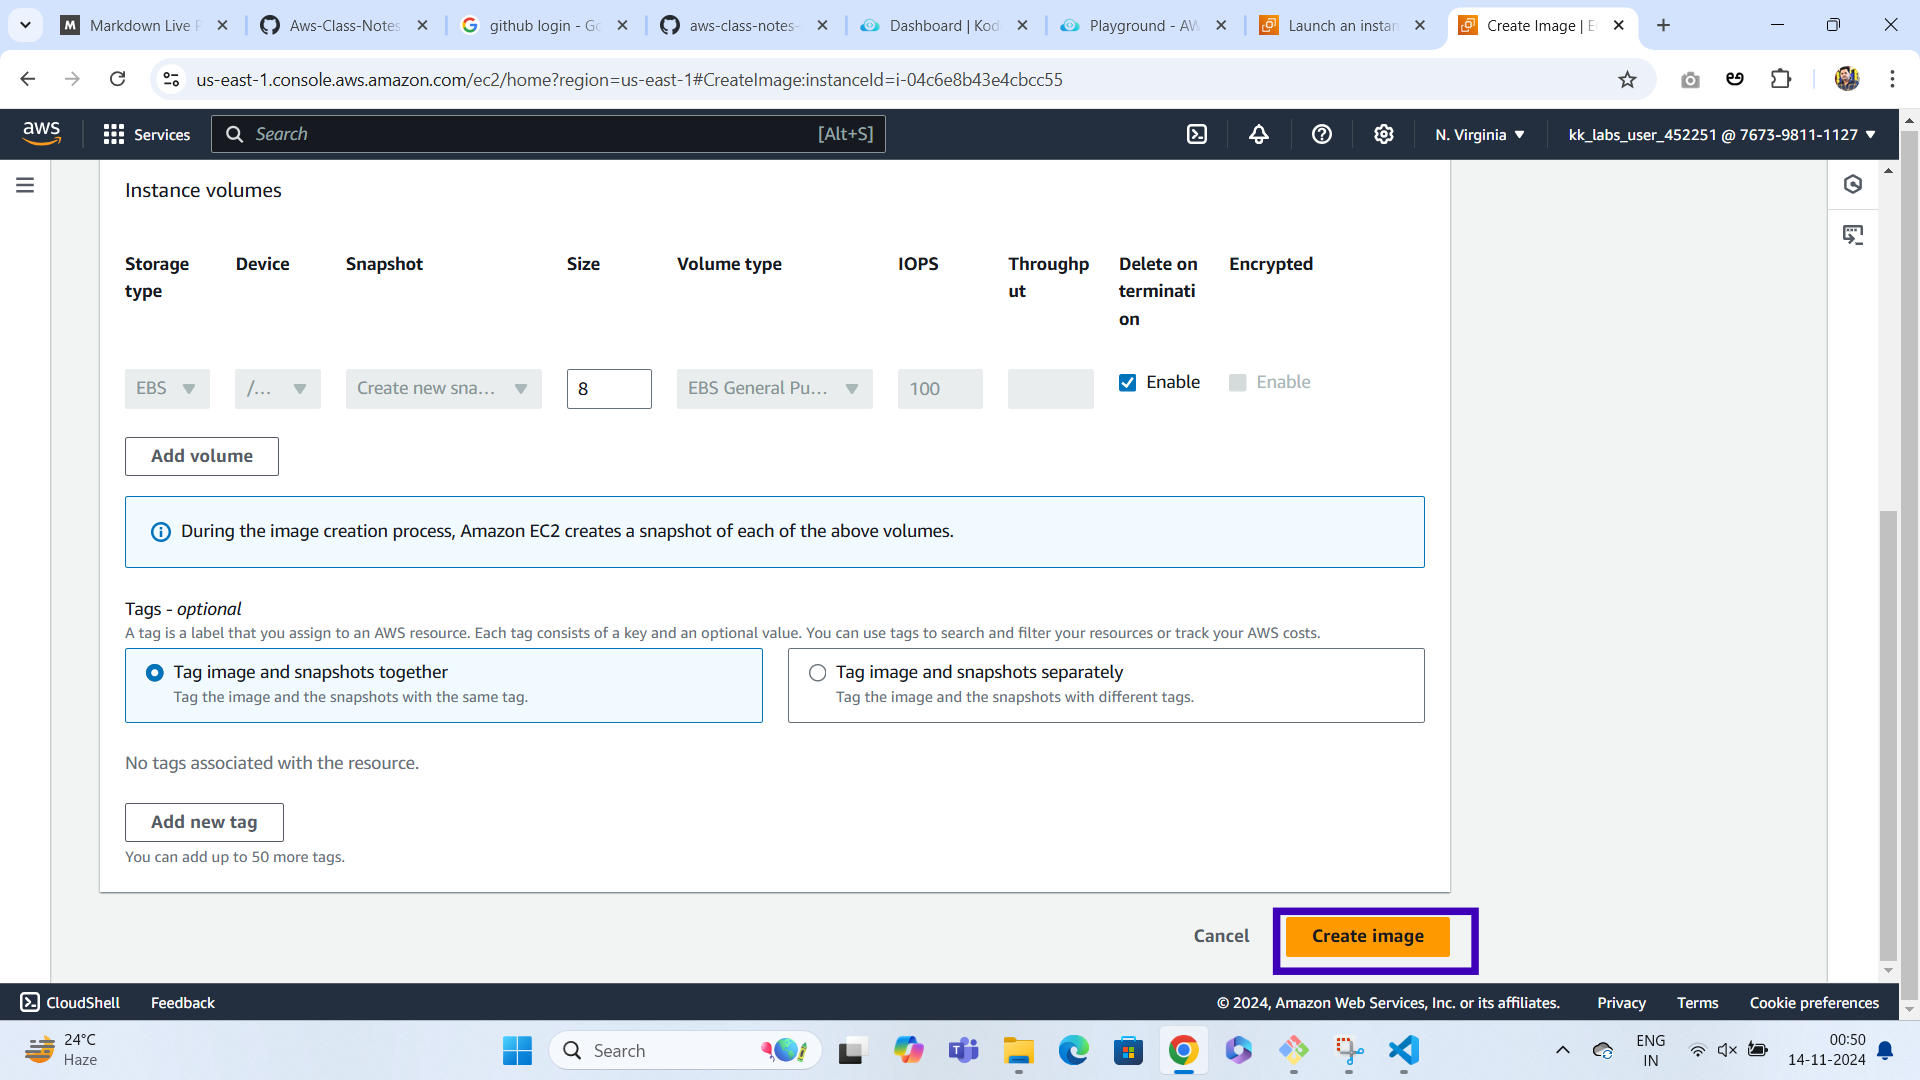 Markdown Live P
Aws-Class-Notes
github login - Go
aws-class-notes-
Dashboard | Kod
Playground - AW
Launch an instan
Create Image | E
us-east-1.console.aws.amazon.com/ec2/home?region=us-east-1#CreateImage:instanceId=i-04c6e8b43e4cbcc55
aws
Services
Search
[Alt+S]
N. Virginia
kk_labs_user_452251 @ 7673-9811-1127
Instance volumes
Storage type
Device
Snapshot
Size
Volume type
IOPS
Throughp
ut
Delete on
terminati
on
Encrypted
EBS
/...
Create new sna...
8
EBS General Pu...
100
Enable
Enable
Add volume
During the image creation process, Amazon EC2 creates a snapshot of each of the above volumes.
Tags - optional
A tag is a label that you assign to an AWS resource. Each tag consists of a key and an optional value. You can use tags to search and filter your resources or track your AWS costs.
Tag image and snapshots together
Tag the image and the snapshots with the same tag.
Tag image and snapshots separately
Tag the image and the snapshots with different tags.
No tags associated with the resource.
Add new tag
You can add up to 50 more tags.
Cancel
Create image
CloudShell
Feedback
© 2024, Amazon Web Services, Inc. or its affiliates.
Privacy
Terms
Cookie preferences
24°C
Haze
Search
ENG
IN
00:50
14-11-2024